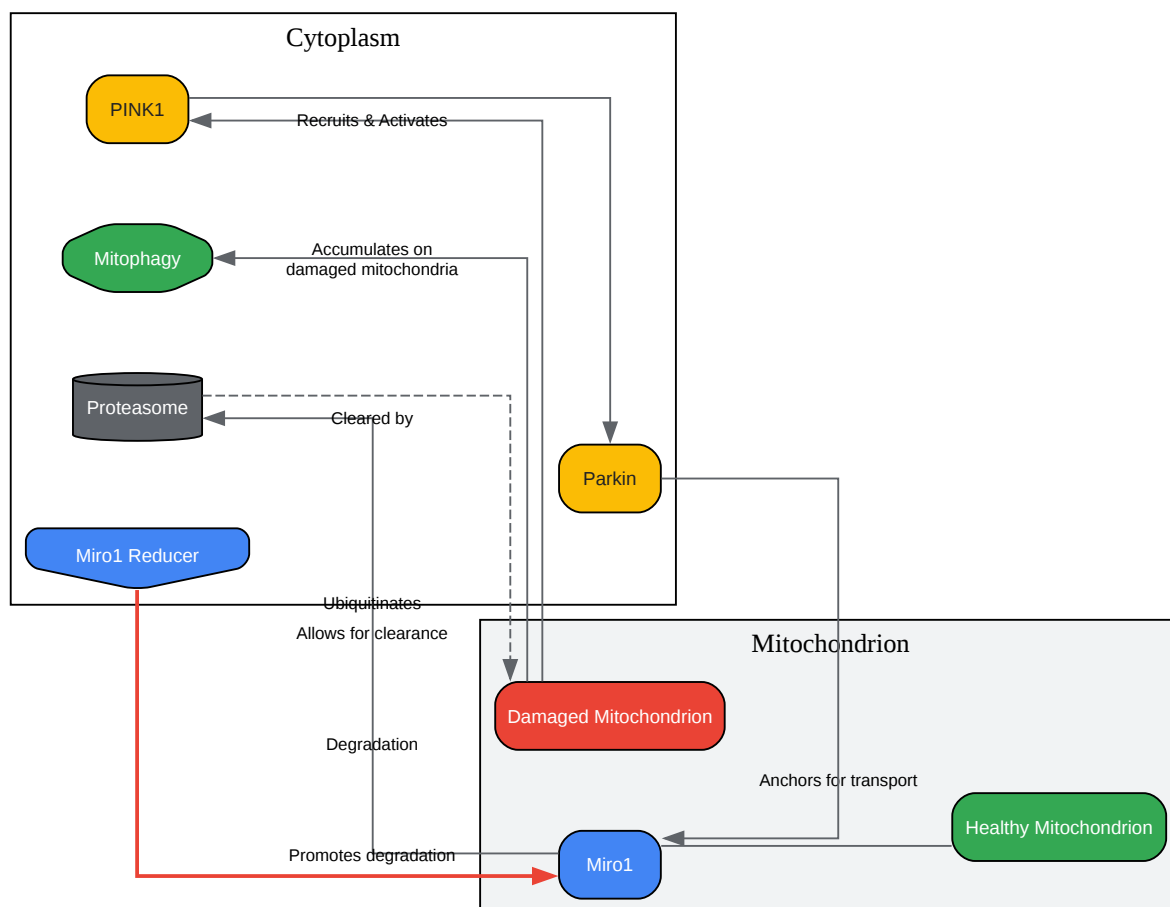 Cytoplasm
PINK1
Recruits & Activates
Mitophagy
Accumulates on
damaged mitochondria
Proteasome
Cleared by
Parkin
Miro1 Reducer
Ubiquitinates
Allows for clearance
Mitochondrion
Damaged Mitochondrion
Degradation
Anchors for transport
Healthy Mitochondrion
Promotes degradation
Miro1